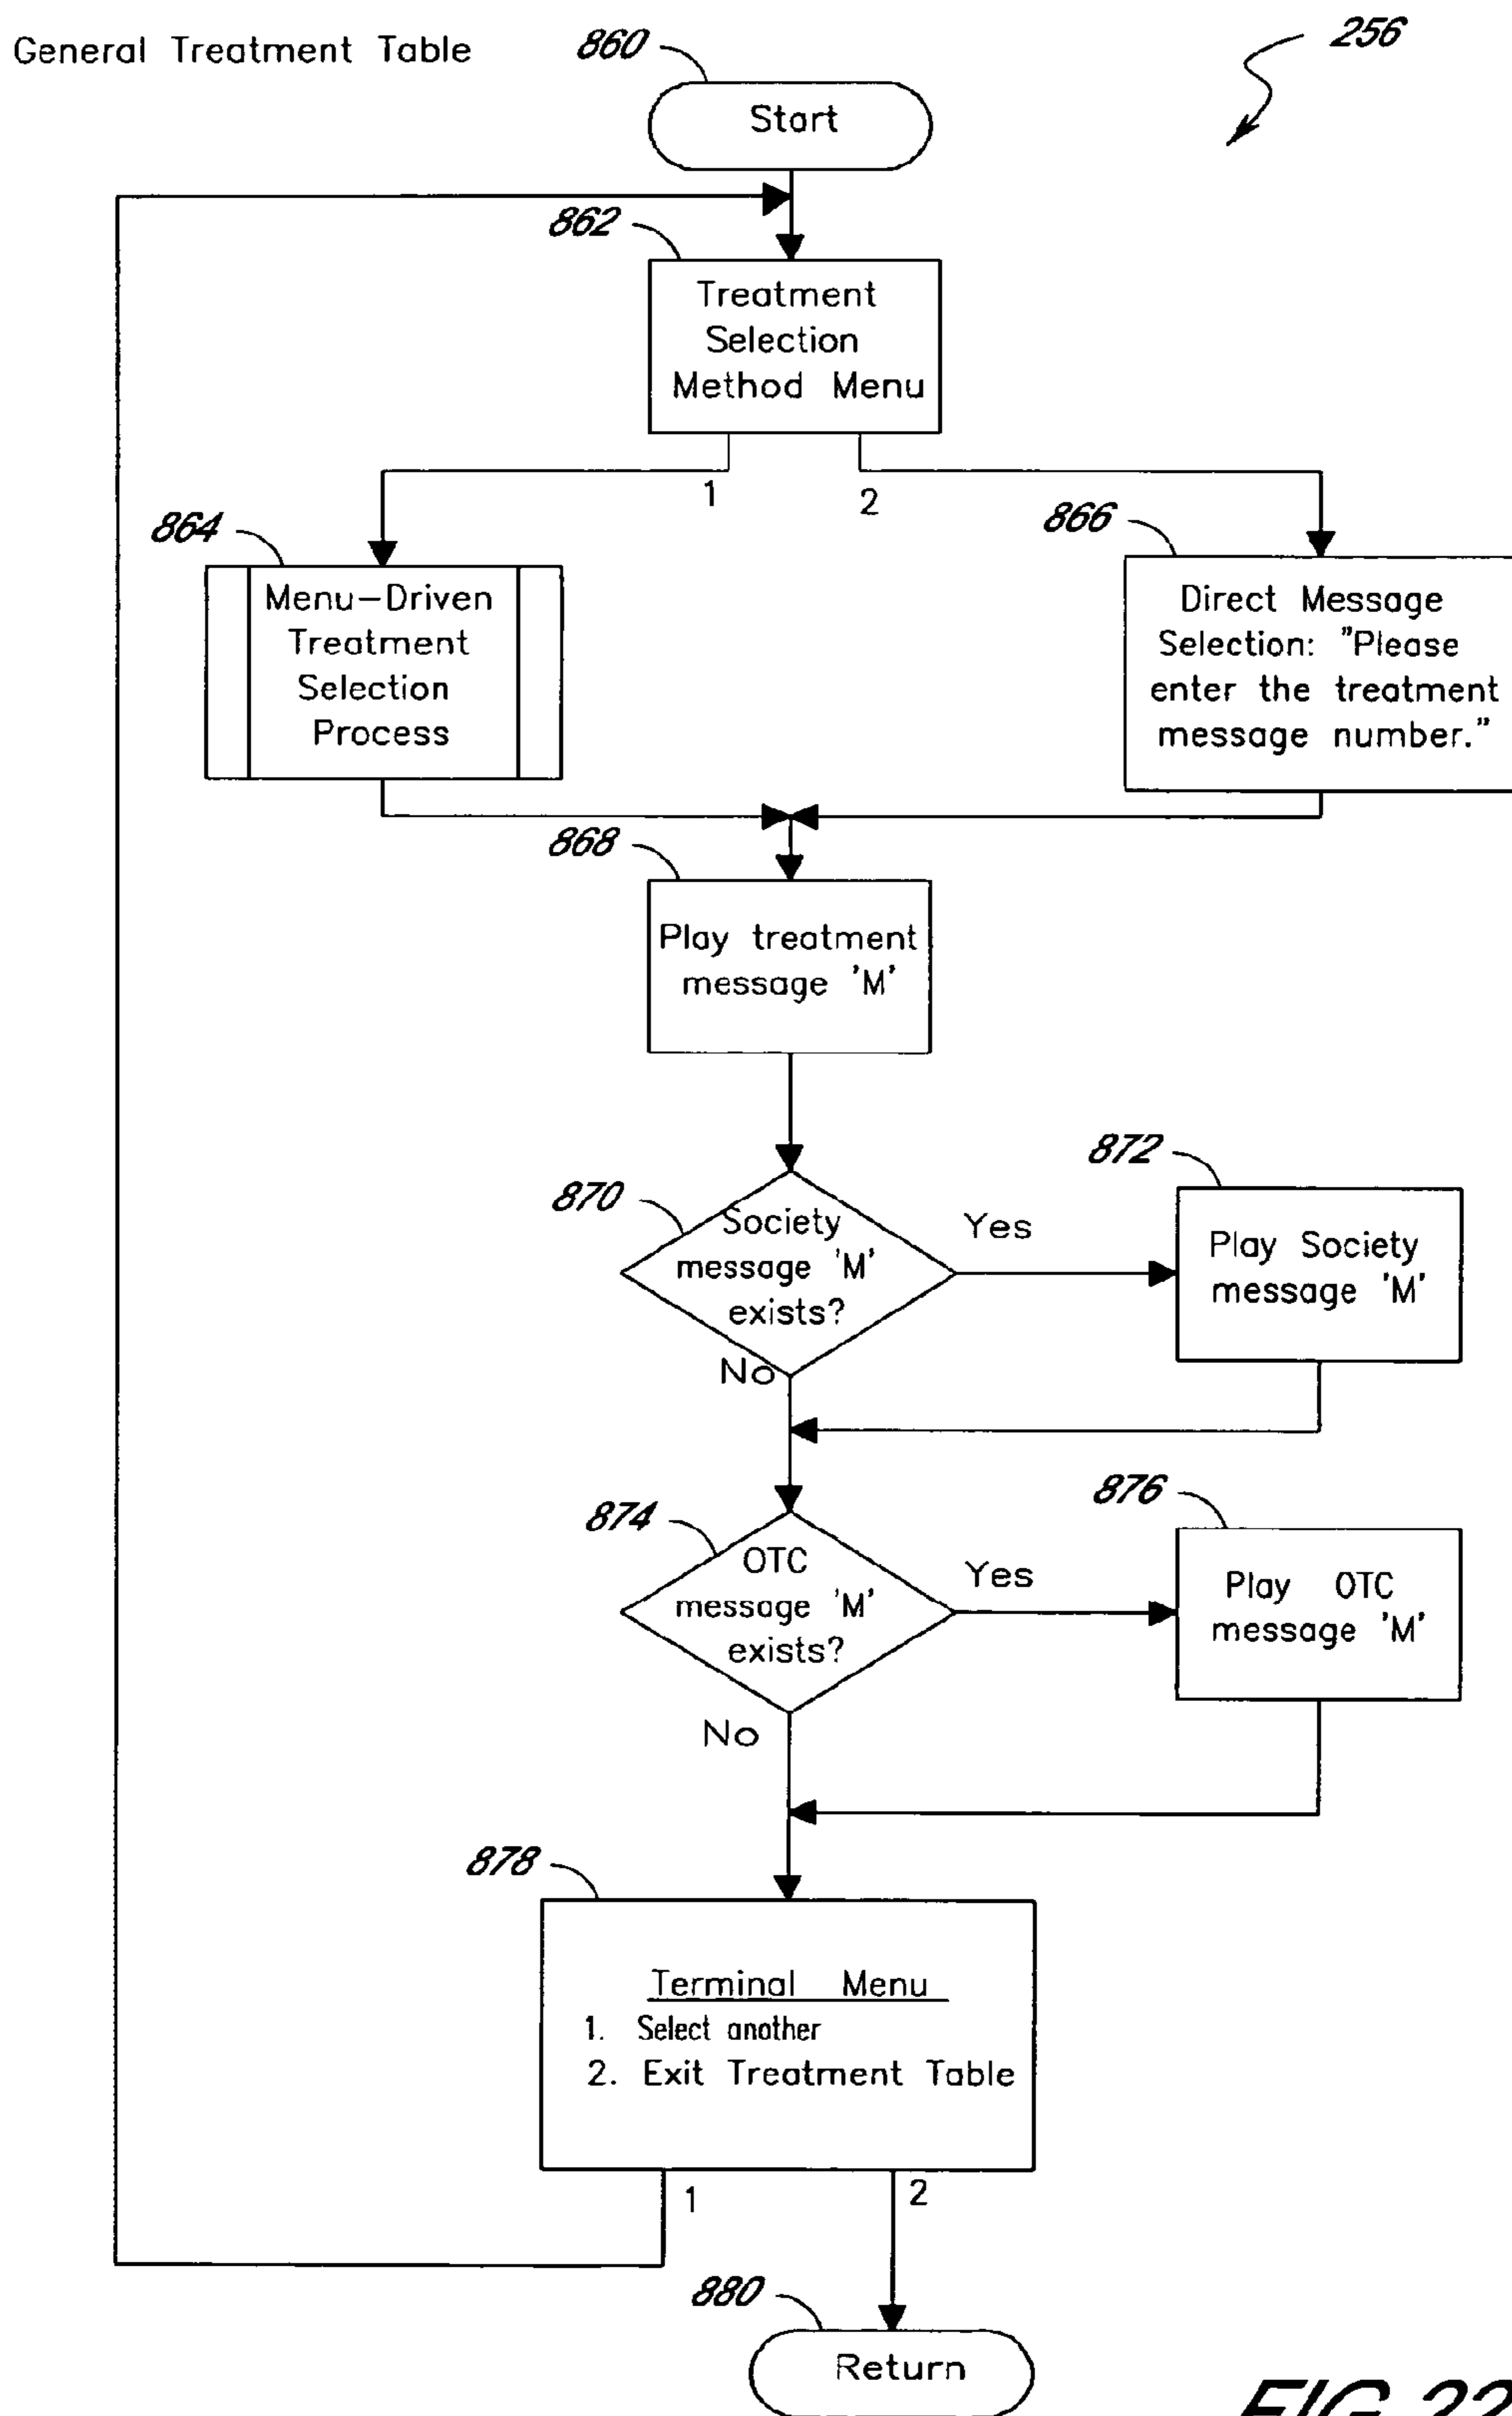 General Treatment Table
860
256
Start
862
Treatment
Selection
Method Menu
1
2
864
866
Menu-Driven
Treatment
Selection
Process
Direct Message
Selection: "Please
enter the treatment
message number."
868
Play treatment
message 'M'
870
872
Society
message 'M'
exists?
Yes
Play Society
message 'M'
No
874
876
OTC
message 'M'
exists?
Yes
Play OTC
message 'M'
No
878
Terminal Menu
1. Select another
2. Exit Treatment Table
1
2
880
Return
FIG.22